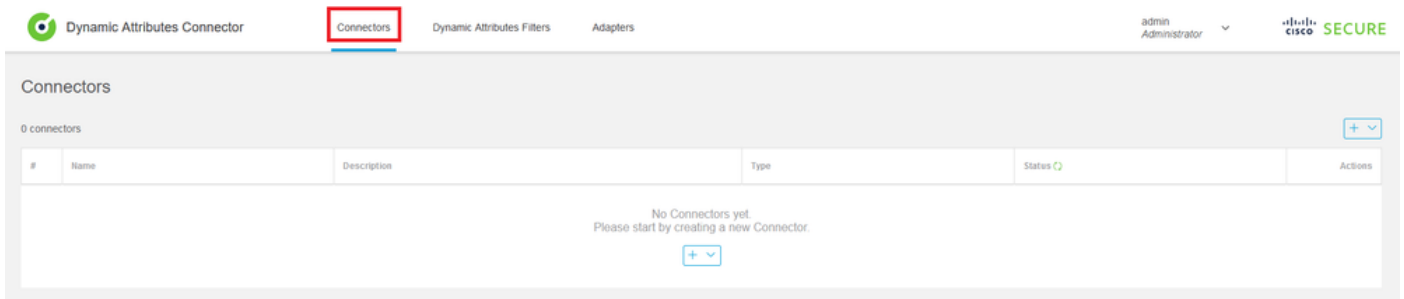 Dynamic Attributes Connector Connectors Dynamic Attributes Filters Adapters admin
Administrator
cisco SECURE
Connectors
0 connectors
# Name Description Type Status Actions
No Connectors yet.
Please start by creating a new Connector.